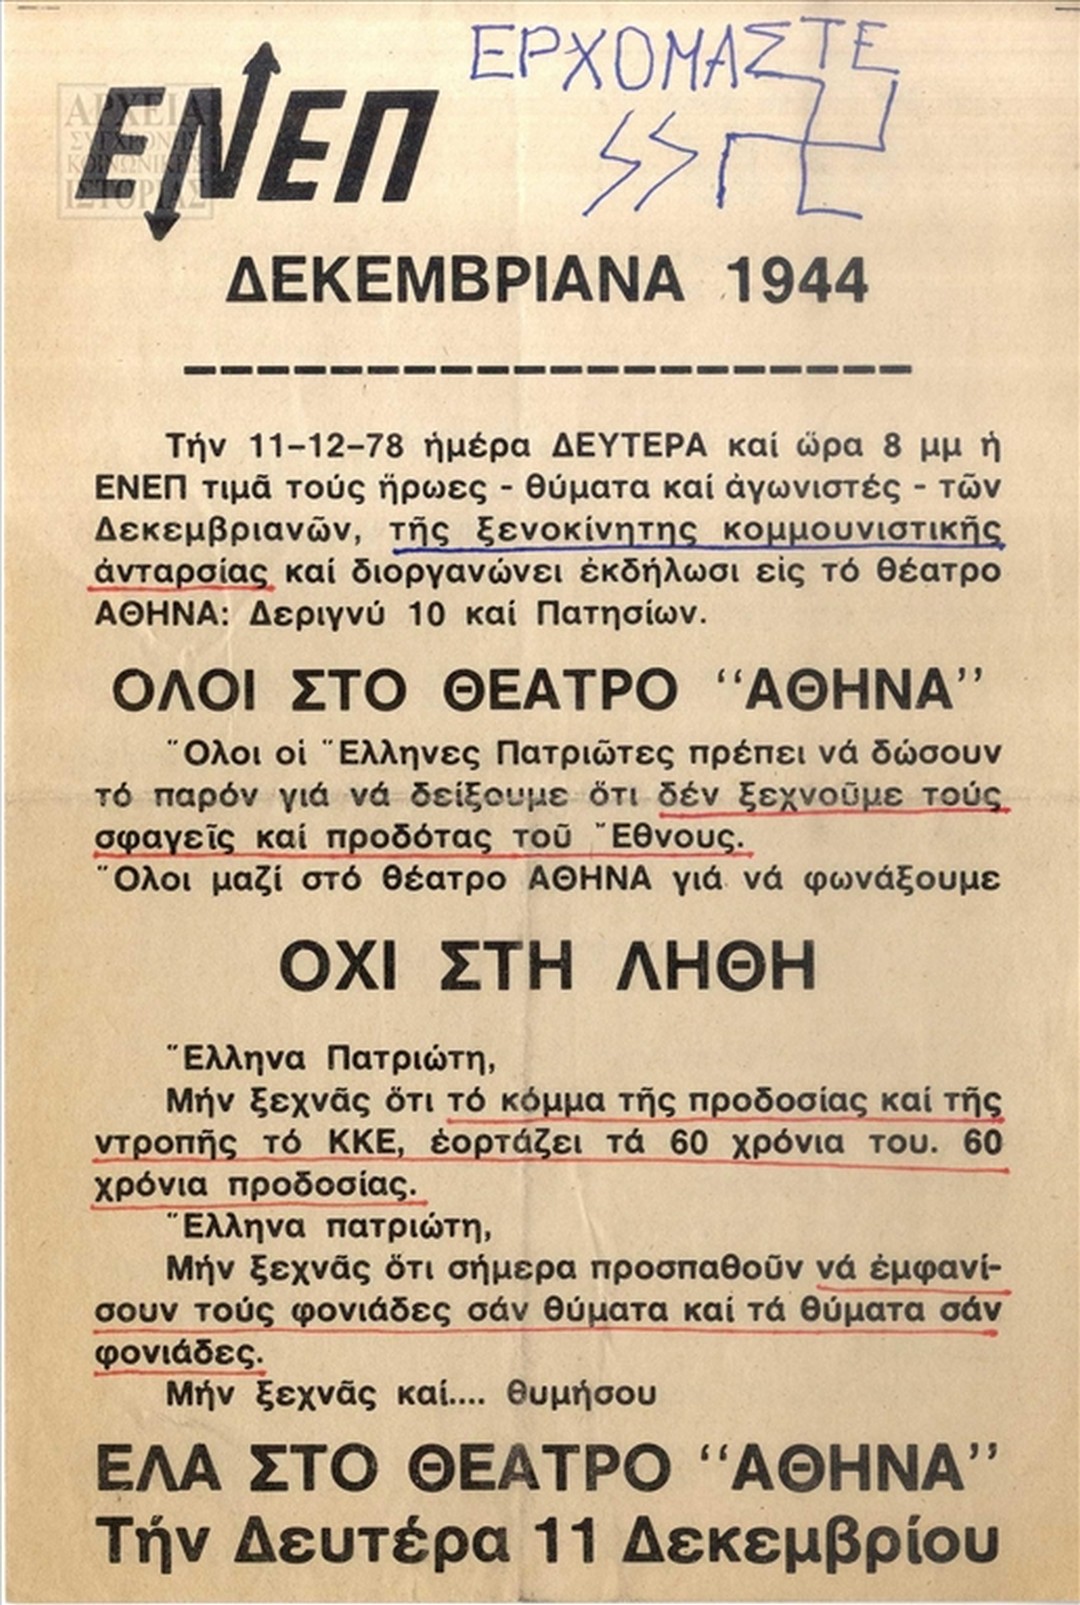 ΕΡΧΟΜΑΣΤΕ
SS
ΑΡΧΕΙΑ
ΣΥΓΧΡΟΝΗΣ
ΚΟΙΝΩΝΙΚΗΣ
ΙΣΤΟΡΙΑΣ
ΕΝΕΠ
ΔΕΚΕΜΒΡΙΑΝΑ 1944
Τήν 11-12-78 ἡμέρα ΔΕΥΤΕΡΑ καί ὥρα 8 μμ ἡ
ΕΝΕΠ τιμᾶ τούς ἥρωες - θύματα καί ἀγωνιστές - τῶν
Δεκεμβριανῶν, τῆς ξενοκίνητης κομμουνιστικῆς
ἀνταρσίας καί διοργανώνει ἐκδήλωσι εἰς τό θέατρο
ΑΘΗΝΑ: Δεριγνύ 10 καί Πατησίων.
ΟΛΟΙ ΣΤΟ ΘΕΑΤΡΟ "ΑΘΗΝΑ"
Ὅλοι οἱ Ἕλληνες Πατριῶτες πρέπει νά δώσουν
τό παρόν γιά νά δείξουμε ὅτι δέν ξεχνοῦμε τούς
σφαγεῖς καί προδότας τοῦ Ἔθνους.
Ὅλοι μαζί στό θέατρο ΑΘΗΝΑ γιά νά φωνάξουμε
ΟΧΙ ΣΤΗ ΛΗΘΗ
Ἕλληνα Πατριώτη,
Μήν ξεχνᾶς ὅτι τό κόμμα τῆς προδοσίας καί τῆς
ντροπῆς τό ΚΚΕ, ἑορτάζει τά 60 χρόνια του. 60
χρόνια προδοσίας.
Ἕλληνα πατριώτη,
Μήν ξεχνᾶς ὅτι σήμερα προσπαθοῦν νά ἐμφανί-
σουν τούς φονιάδες σάν θύματα καί τά θύματα σάν
φονιάδες.
Μήν ξεχνᾶς καί.... θυμήσου
ΕΛΑ ΣΤΟ ΘΕΑΤΡΟ "ΑΘΗΝΑ"
Τήν Δευτέρα 11 Δεκεμβρίου